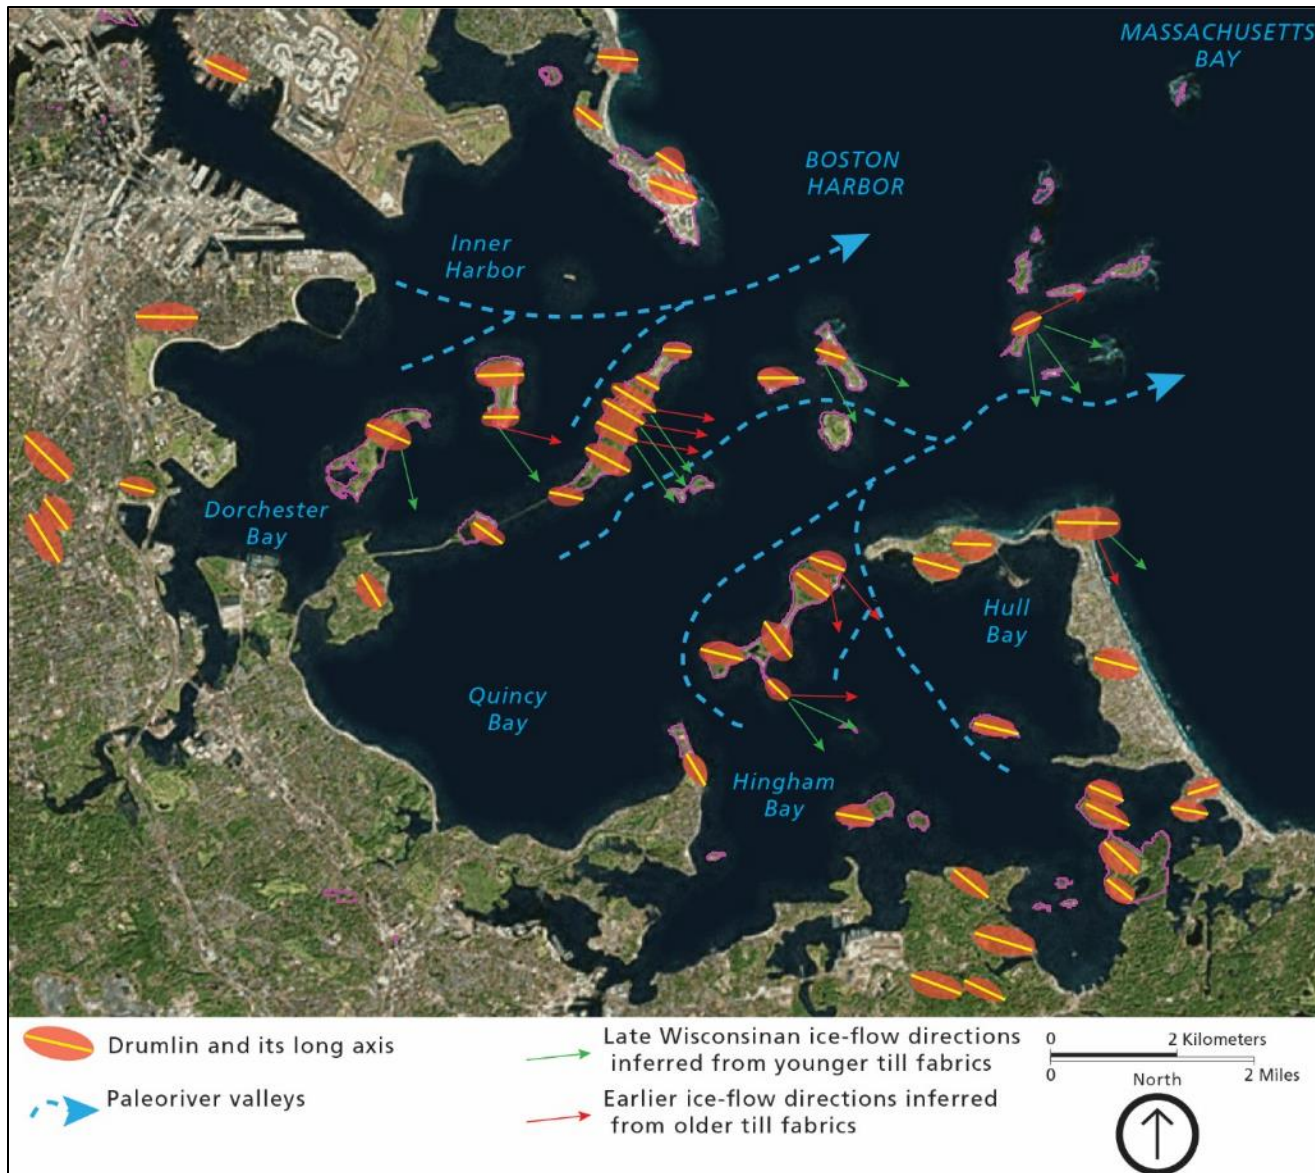 MASSACHUSETTS
BAY
BOSTON
HARBOR
Inner
Harbor
Dorchester
Bay
Hull
Bay
Quincy
Bay
Hingham
Bay
Drumlin and its long axis
Paleoriver valleys
Late Wisconsinan ice-flow directions
inferred from younger till fabrics
Earlier ice-flow directions inferred
from older till fabrics
0 2 Kilometers
0 2 Miles
North